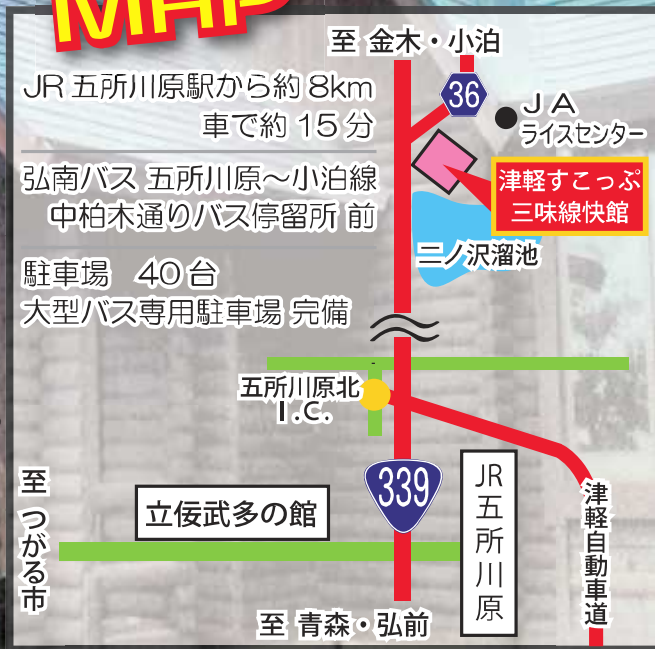 MAP
至 金木・小泊
JR 五所川原駅から約 8km
車で約 15 分
36
JA
ライスセンター
弘南バス 五所川原～小泊線
中柏木通りバス停留所 前
津軽すこっぷ
三味線快館
二ノ沢溜池
駐車場 40台
大型バス専用駐車場 完備
五所川原北
I.C.
339
JR五所川原
立佞武多の館
至 つがる市
津軽自動車道
至 青森・弘前